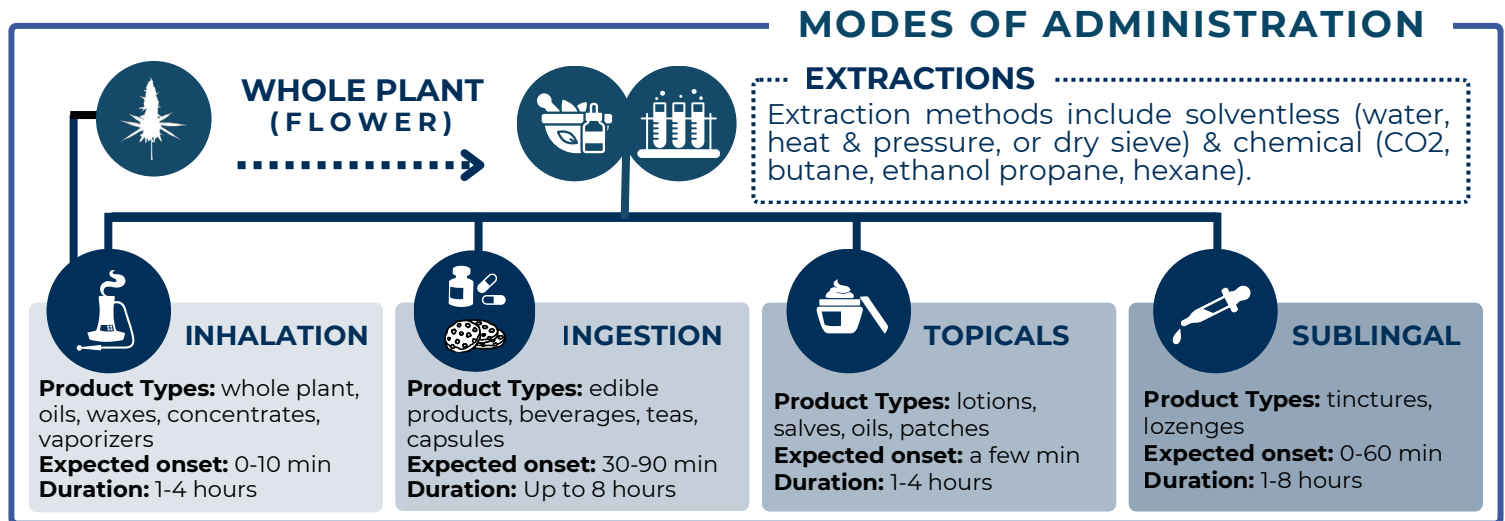 MODES OF ADMINISTRATION
WHOLE PLANT
(FLOWER)
EXTRACTIONS
Extraction methods include solventless (water,
heat & pressure, or dry sieve) & chemical (CO2,
butane, ethanol propane, hexane).
INHALATION
Product Types: whole plant,
oils, waxes, concentrates,
vaporizers
Expected onset: 0-10 min
Duration: 1-4 hours
INGESTION
Product Types: edible
products, beverages, teas,
capsules
Expected onset: 30-90 min
Duration: Up to 8 hours
TOPICALS
Product Types: lotions,
salves, oils, patches
Expected onset: a few min
Duration: 1-4 hours
SUBLINGAL
Product Types: tinctures,
lozenges
Expected onset: 0-60 min
Duration: 1-8 hours